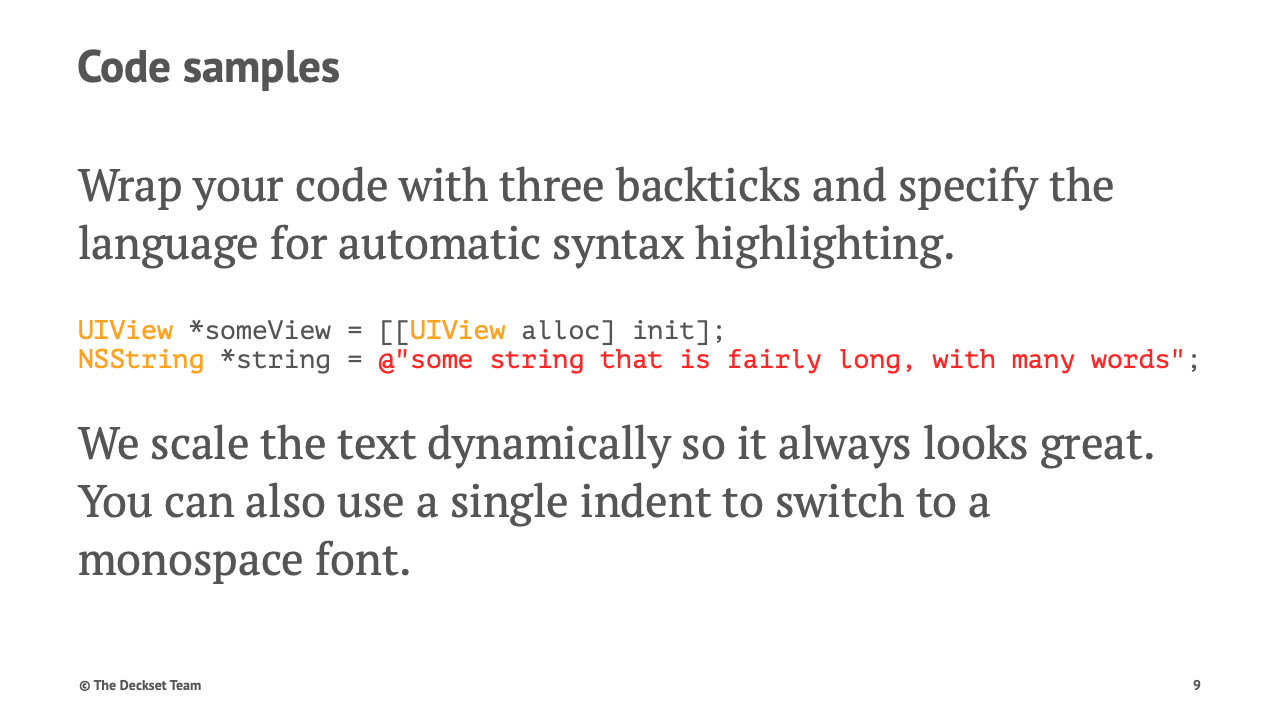 Code samples
Wrap your code with three backticks and specify the
language for automatic syntax highlighting.
UIView *someView = [[UIView alloc] init];
NSString *string = @"some string that is fairly long, with many words";
We scale the text dynamically so it always looks great.
You can also use a single indent to switch to a
monospace font.
© The Deckset Team
9